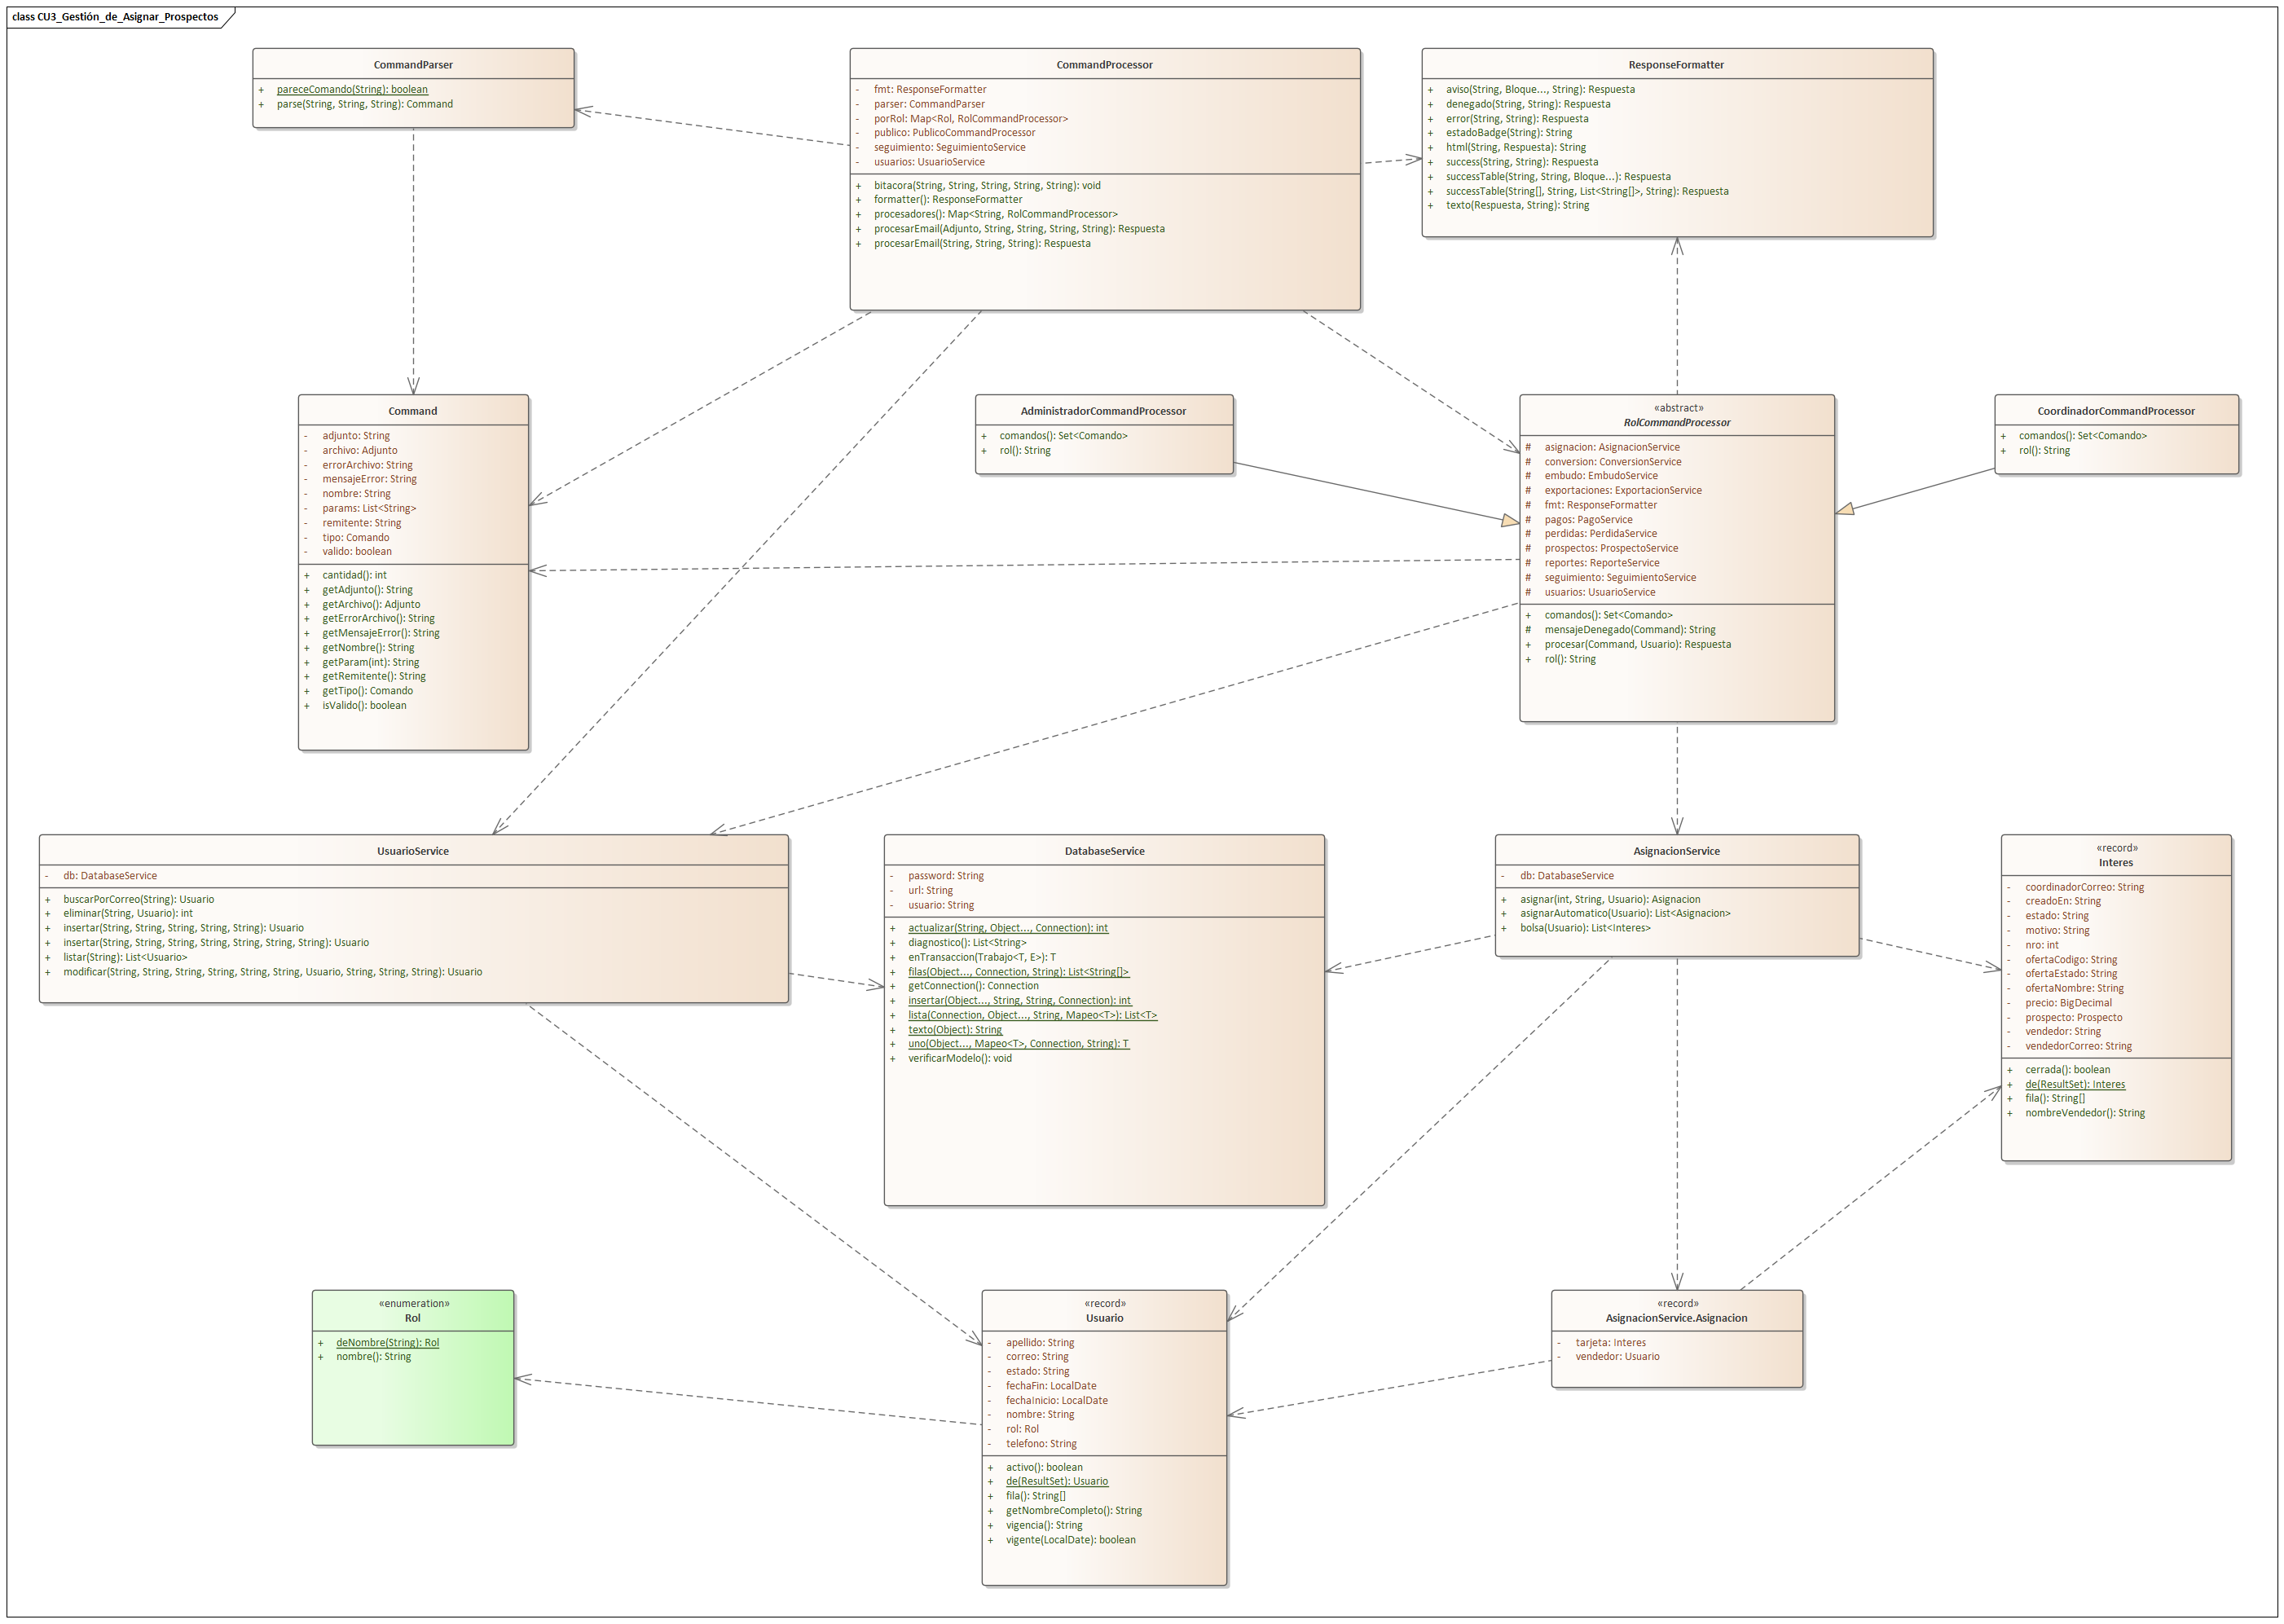 class CU3_Gestión_de_Asignar_Prospectos
CommandParser
+ pareceComando(String): boolean
+ parse(String, String, String): Command
CommandProcessor
- fmt: ResponseFormatter
- parser: CommandParser
- porRol: Map<Rol, RolCommandProcessor>
- publico: PublicoCommandProcessor
- seguimiento: SeguimientoService
- usuarios: UsuarioService
+ bitacora(String, String, String, String, String): void
+ formatter(): ResponseFormatter
+ procesadores(): Map<String, RolCommandProcessor>
+ procesarEmail(Adjunto, String, String, String, String): Respuesta
+ procesarEmail(String, String, String): Respuesta
ResponseFormatter
+ aviso(String, Bloque..., String): Respuesta
+ denegado(String, String): Respuesta
+ error(String, String): Respuesta
+ estadoBadge(String): String
+ html(String, Respuesta): String
+ success(String, String): Respuesta
+ successTable(String, String, Bloque...): Respuesta
+ successTable(String[], String, List<String[]>, String): Respuesta
+ texto(Respuesta, String): String
Command
- adjunto: String
- archivo: Adjunto
- errorArchivo: String
- mensajeError: String
- nombre: String
- params: List<String>
- remitente: String
- tipo: Comando
- valido: boolean
+ cantidad(): int
+ getAdjunto(): String
+ getArchivo(): Adjunto
+ getErrorArchivo(): String
+ getMensajeError(): String
+ getNombre(): String
+ getParam(int): String
+ getRemitente(): String
+ getTipo(): Comando
+ isValido(): boolean
AdministradorCommandProcessor
+ comandos(): Set<Comando>
+ rol(): String
«abstract»
RolCommandProcessor
# asignacion: AsignacionService
# conversion: ConversionService
# embudo: EmbudoService
# exportaciones: ExportacionService
# fmt: ResponseFormatter
# pagos: PagoService
# perdidas: PerdidaService
# prospectos: ProspectoService
# reportes: ReporteService
# seguimiento: SeguimientoService
# usuarios: UsuarioService
+ comandos(): Set<Comando>
# mensajeDenegado(Command): String
+ procesar(Command, Usuario): Respuesta
+ rol(): String
CoordinadorCommandProcessor
+ comandos(): Set<Comando>
+ rol(): String
UsuarioService
- db: DatabaseService
+ buscarPorCorreo(String): Usuario
+ eliminar(String, Usuario): int
+ insertar(String, String, String, String, String): Usuario
+ insertar(String, String, String, String, String, String, String): Usuario
+ listar(String): List<Usuario>
+ modificar(String, String, String, String, String, String, Usuario, String, String, String): Usuario
DatabaseService
- password: String
- url: String
- usuario: String
+ actualizar(String, Object..., Connection): int
+ diagnostico(): List<String>
+ enTransaccion(Trabajo<T, E>): T
+ filas(Object..., Connection, String): List<String[]>
+ getConnection(): Connection
+ insertar(Object..., String, String, Connection): int
+ lista(Connection, Object..., String, Mapeo<T>): List<T>
+ texto(Object): String
+ uno(Object..., Mapeo<T>, Connection, String): T
+ verificarModelo(): void
AsignacionService
- db: DatabaseService
+ asignar(int, String, Usuario): Asignacion
+ asignarAutomatico(Usuario): List<Asignacion>
+ bolsa(Usuario): List<Interes>
«record»
Interes
- coordinadorCorreo: String
- creadoEn: String
- estado: String
- motivo: String
- nro: int
- ofertaCodigo: String
- ofertaEstado: String
- ofertaNombre: String
- precio: BigDecimal
- prospecto: Prospecto
- vendedor: String
- vendedorCorreo: String
+ cerrada(): boolean
+ de(ResultSet): Interes
+ fila(): String[]
+ nombreVendedor(): String
«enumeration»
Rol
+ deNombre(String): Rol
+ nombre(): String
«record»
Usuario
- apellido: String
- correo: String
- estado: String
- fechaFin: LocalDate
- fechaInicio: LocalDate
- nombre: String
- rol: Rol
- telefono: String
+ activo(): boolean
+ de(ResultSet): Usuario
+ fila(): String[]
+ getNombreCompleto(): String
+ vigencia(): String
+ vigente(LocalDate): boolean
«record»
AsignacionService.Asignacion
- tarjeta: Interes
- vendedor: Usuario